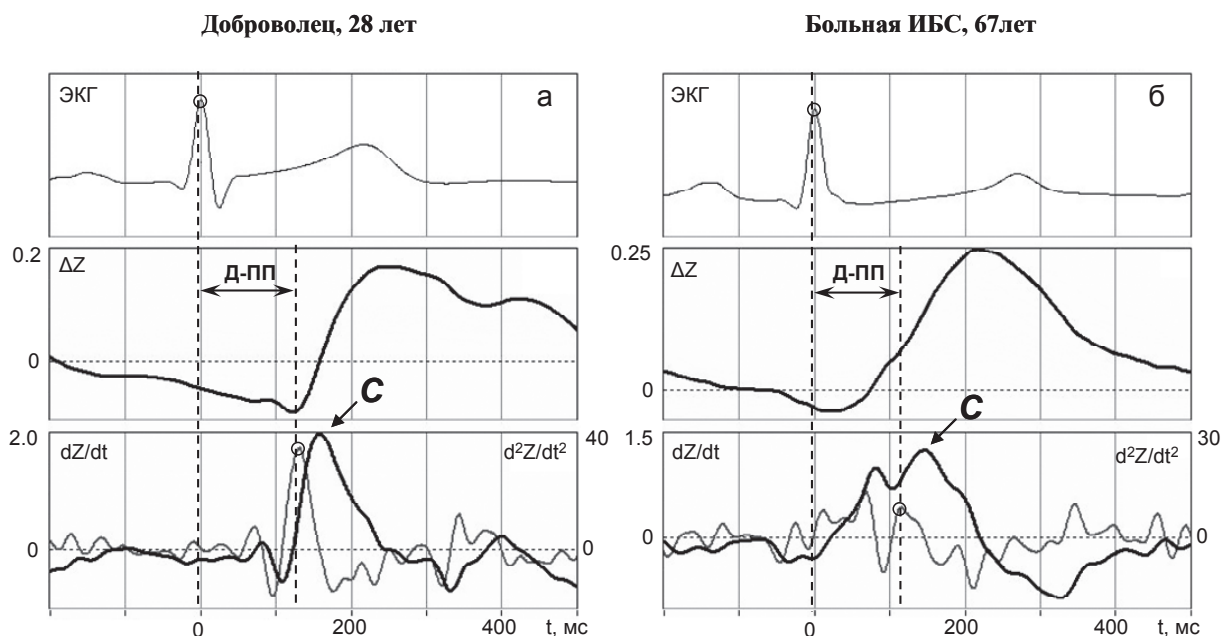 Доброволец, 28 лет
ЭКГ
а
0.2
ΔZ
Д-ПП
0
C
2.0
dZ/dt
40
d²Z/dt²
0
0
0
200
400
t, мс
Больная ИБС, 67лет
ЭКГ
б
0.25
ΔZ
Д-ПП
0
C
1.5
dZ/dt
30
d²Z/dt²
0
0
0
200
400
t, мс